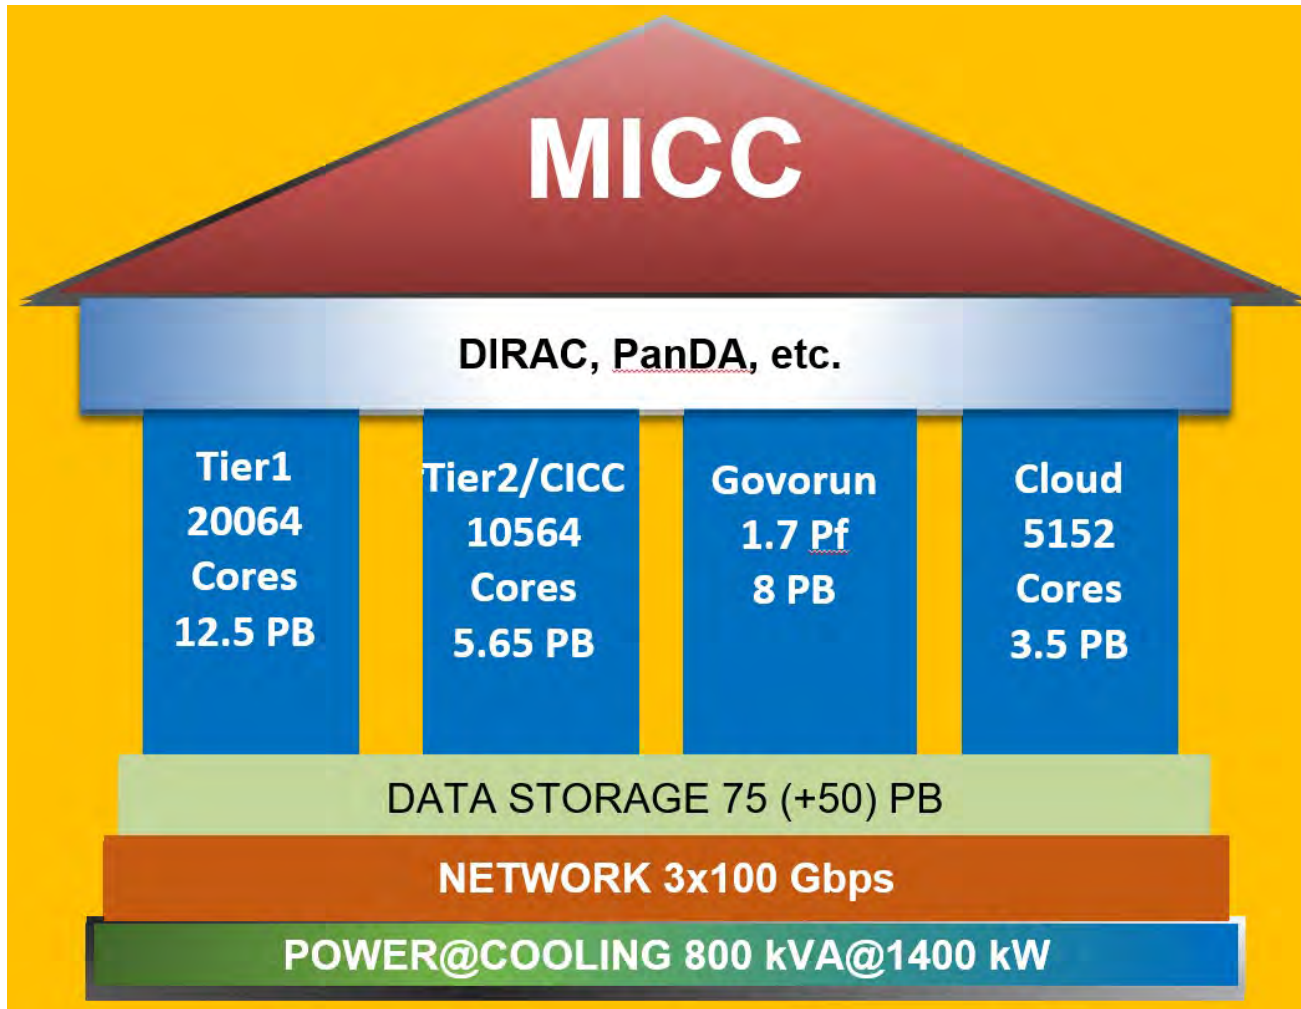 MICC
DIRAC, PanDA, etc.
Tier1
20064
Cores
12.5 PB
Tier2/CICC
10564
Cores
5.65 PB
Govorun
1.7 Pf
8 PB
Cloud
5152
Cores
3.5 PB
DATA STORAGE 75 (+50) PB
NETWORK 3x100 Gbps
POWER@COOLING 800 kVA@1400 kW